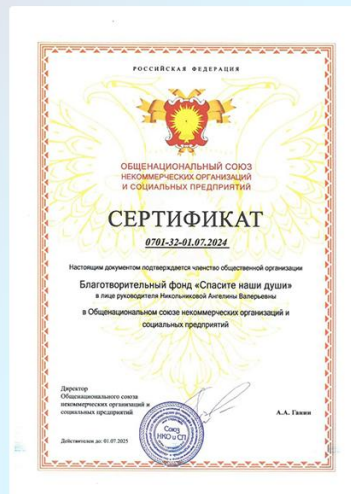 РОССИЙСКАЯ ФЕДЕРАЦИЯ
ОБЩЕНАЦИОНАЛЬНЫЙ СОЮЗ
НЕКОММЕРЧЕСКИХ ОРГАНИЗАЦИЙ
И СОЦИАЛЬНЫХ ПРЕДПРИЯТИЙ
СЕРТИФИКАТ
0701-32-01.07.2024
Настоящим документом подтверждается членство общественной организации
Благотворительный фонд «Спасите наши души»
в лице руководителя Никольниковой Ангелины Валерьевны
в Общенациональном союзе некоммерческих организаций и
социальных предприятий
Директор
Общенационального союза
некоммерческих организаций и
социальных предприятий
А.А. Гавин
Союз
НКО и СП
Действителен до: 01.07.2025